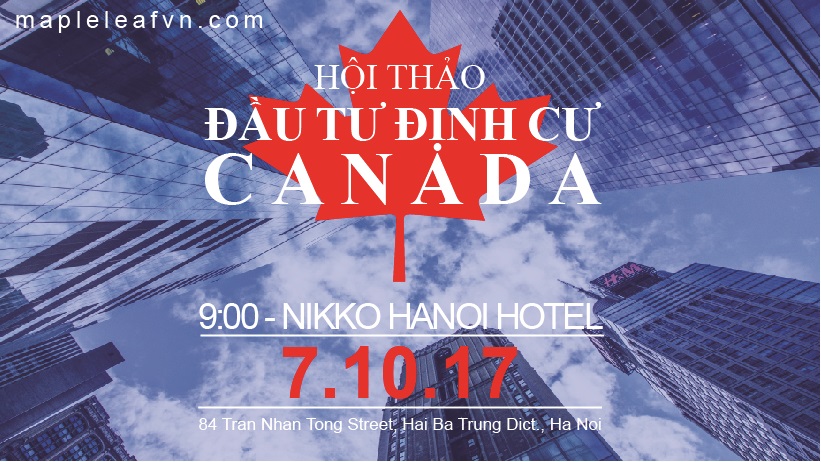 mapleleafvn.com
HỘI THẢO
ĐẦU TƯ ĐỊNH CƯ
CANADA
9:00 - NIKKO HANOI HOTEL
7.10.17
84 Tran Nhan Tong Street, Hai Ba Trung Dict., Ha Noi
H&M